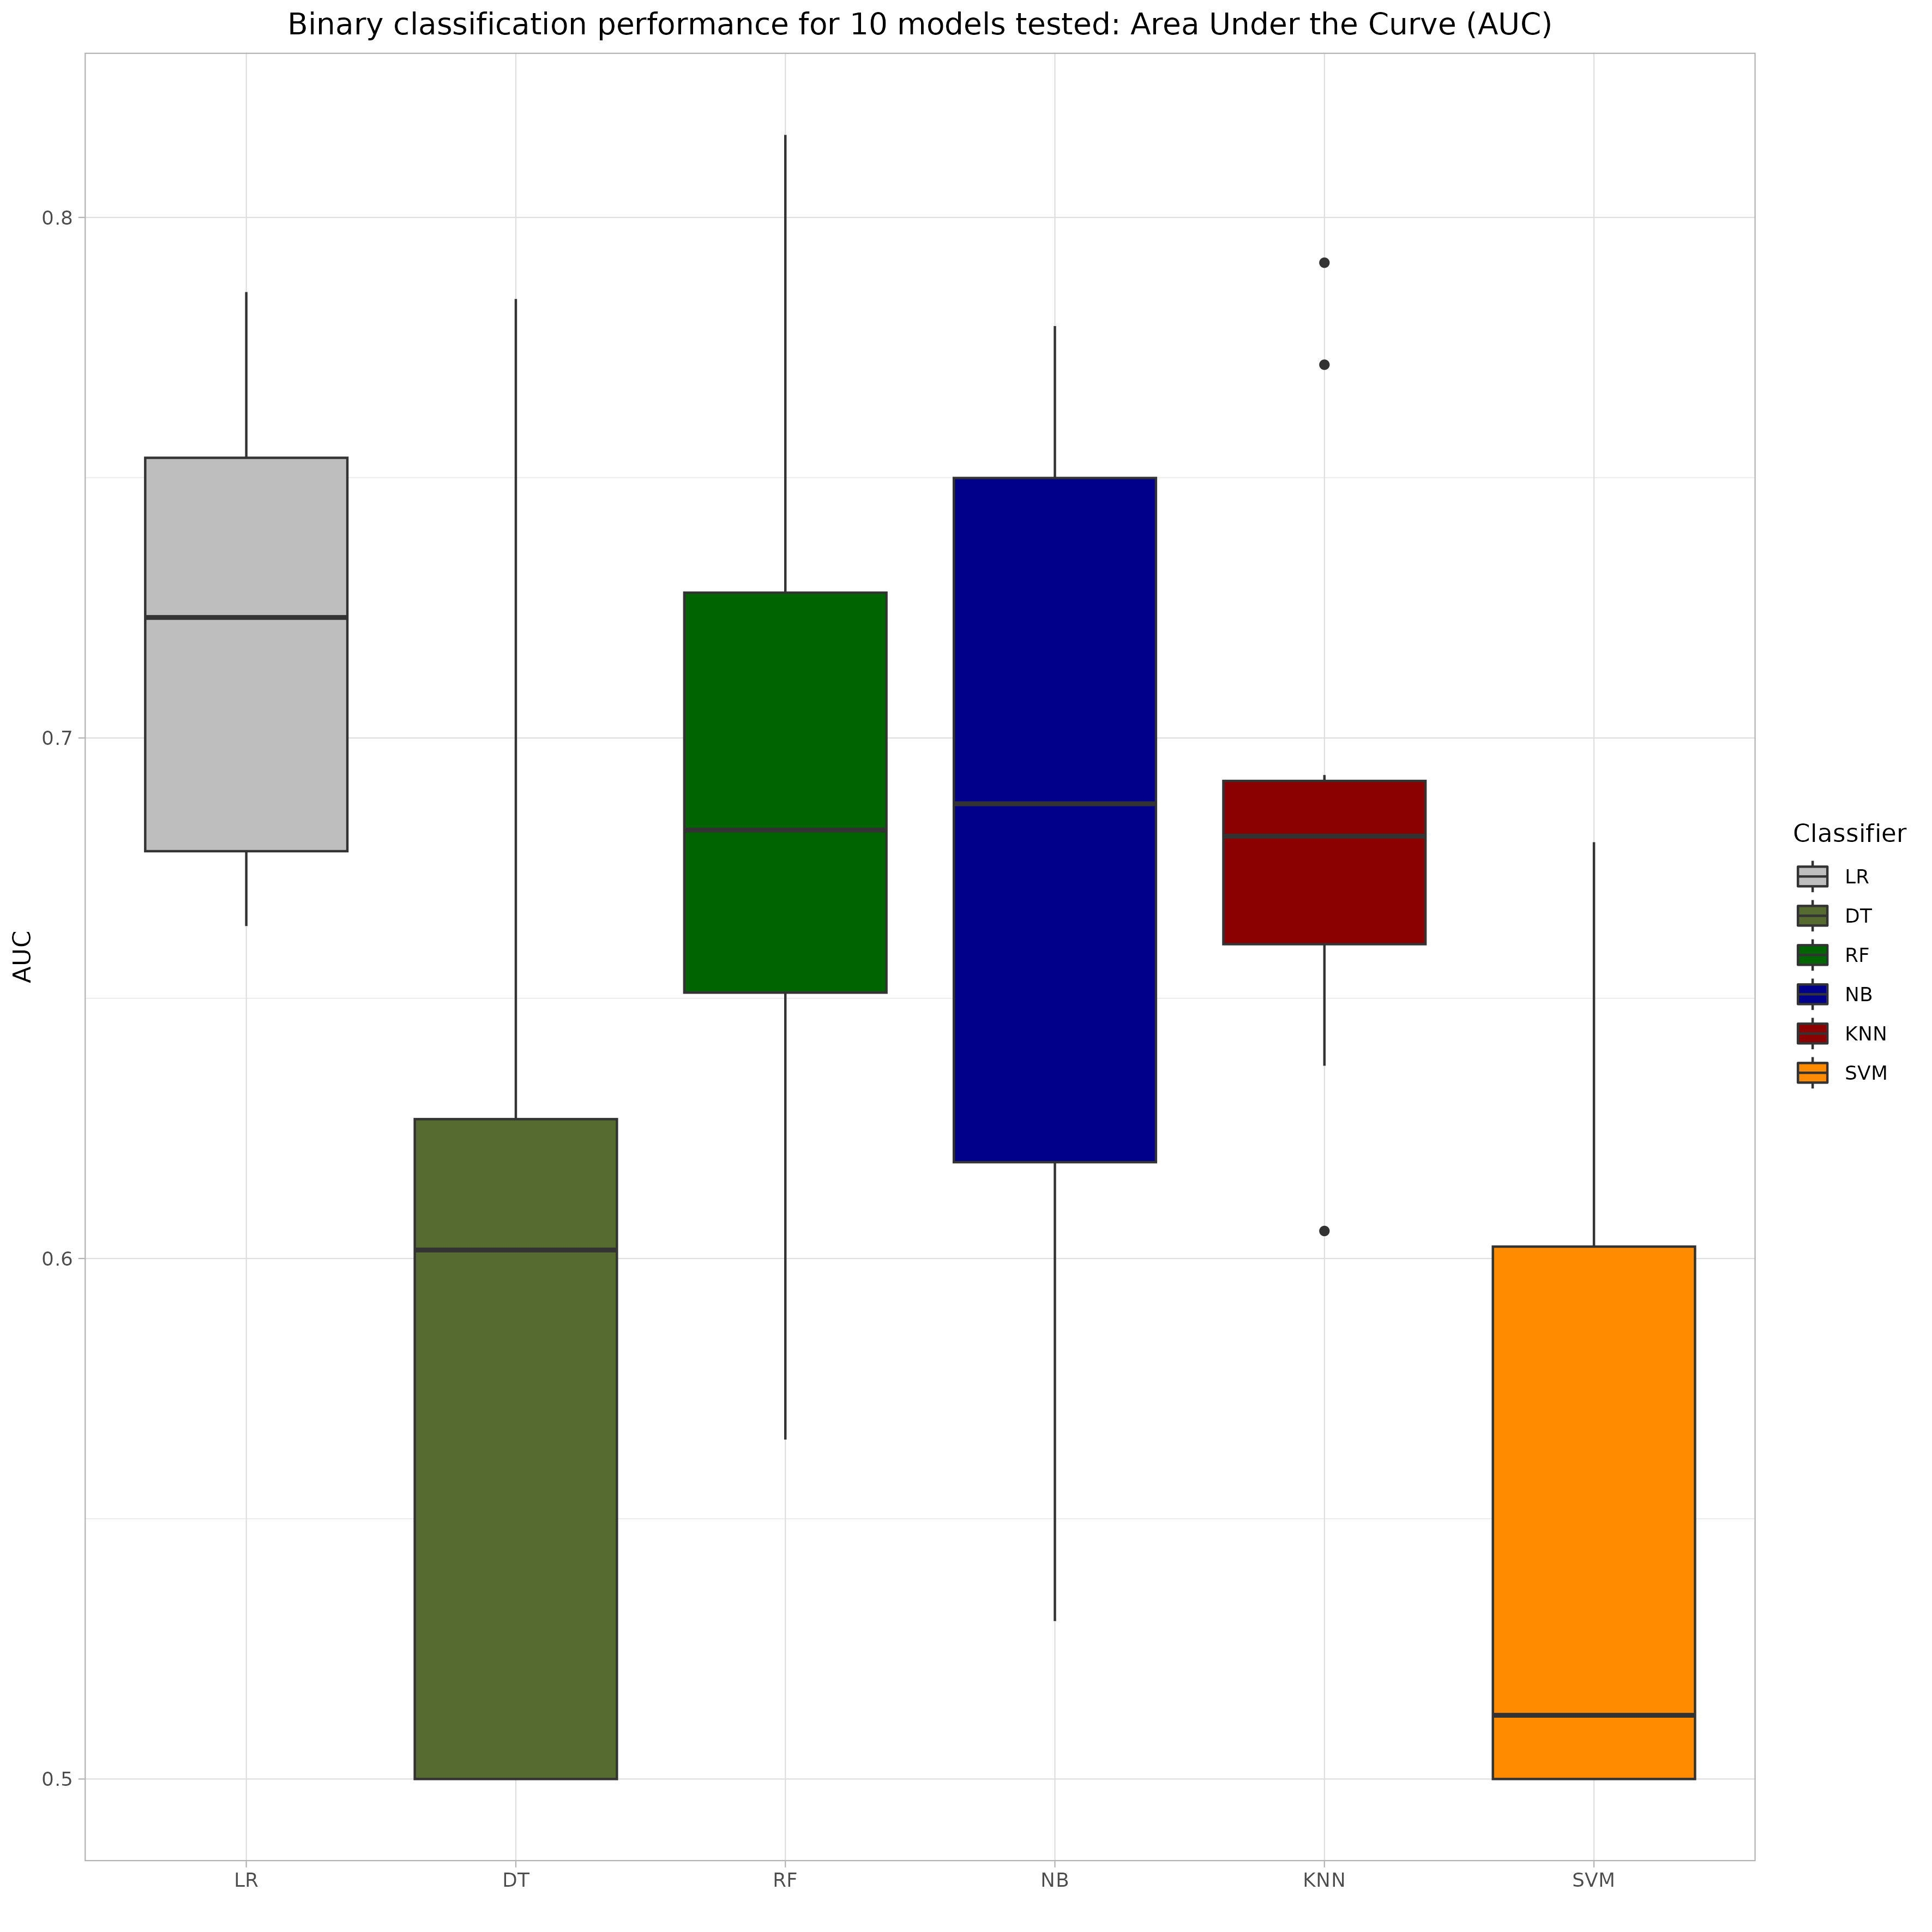 Binary classification performance for 10 models tested: Area Under the Curve (AUC)
AUC
0.8
0.7
0.6
0.5
LR
DT
RF
NB
KNN
SVM
Classifier
LR
DT
RF
NB
KNN
SVM